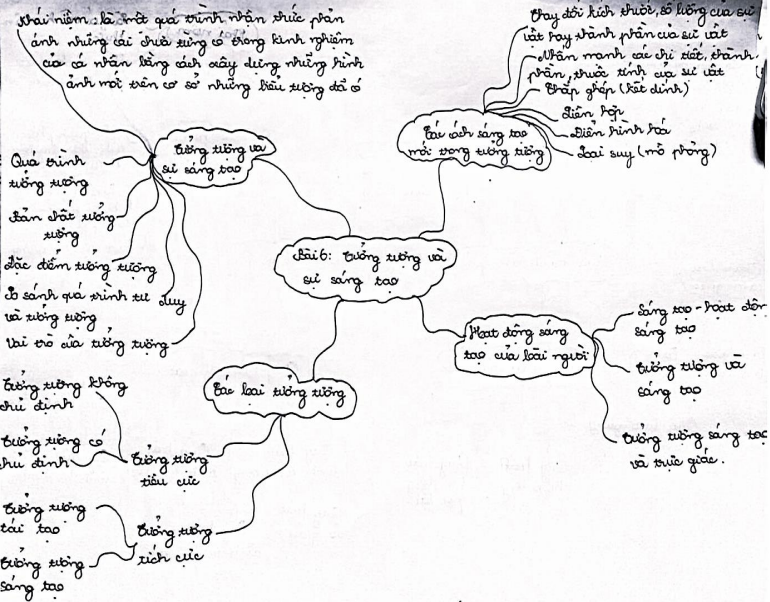 Khái niệm: là một quá trình nhận thức phản
ánh những cái chưa từng có trong kinh nghiệm
của cá nhân bằng cách xây dựng những hình
ảnh mới trên cơ sở những biểu tượng đã có
Tưởng tượng và
sự sáng tạo
Quá trình
tưởng tượng
Bản chất tưởng
tượng
Đặc điểm tưởng tượng
So sánh quá trình tư duy
và tưởng tượng
Vai trò của tưởng tượng
Thay đổi kích thước, số lượng của sự
vật hay thành phần của sự vật
Nhấn mạnh các chi tiết, thành
phần, thuộc tính của sự vật
Chắp ghép (kết dính)
Liên hợp
Điển hình hoá
Loại suy (mô phỏng)
Các cách sáng tạo
mới trong tưởng tượng
Bài 6: Tưởng tượng và
sự sáng tạo
Hoạt động sáng
tạo của loài người
Sáng tạo - hoạt độn
sáng tạo
Tưởng tượng và
sáng tạo
Tưởng tượng sáng tạo
và trực giác.
Các loại tưởng tượng
Tưởng tượng không
chủ định
Tưởng tượng có
chủ định
Tưởng tượng
tiêu cực
Tưởng tượng
tái tạo
Tưởng tượng
sáng tạo
Tưởng tượng
tích cực